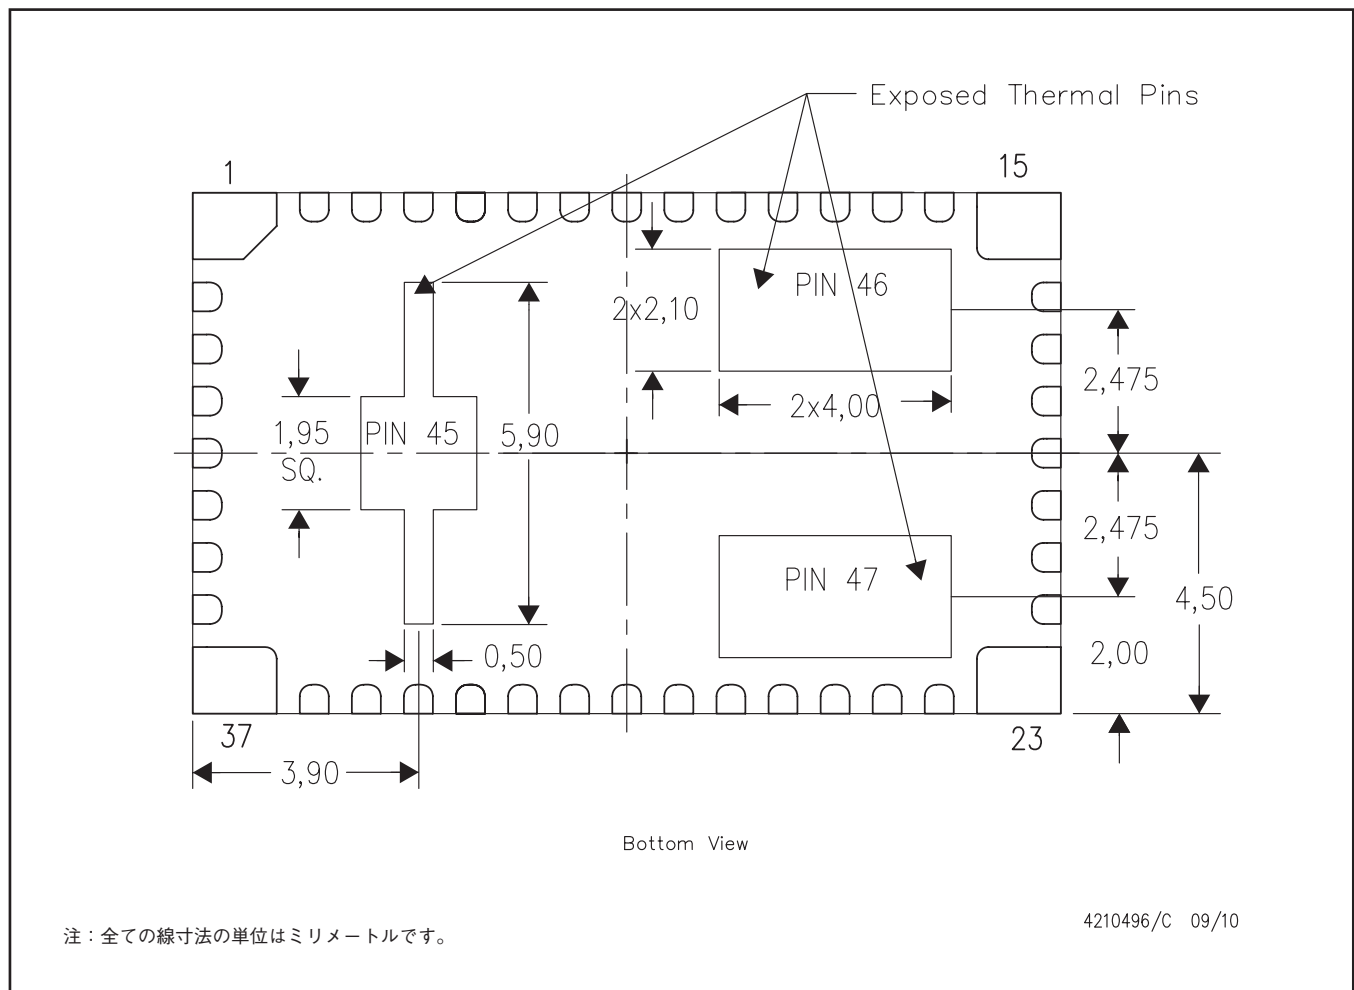 Exposed Thermal Pins
1
15
PIN 46
2x2,10
2,475
2x4,00
1,95
SQ.
PIN 45
5,90
2,475
PIN 47
4,50
0,50
2,00
37
23
3,90
Bottom View
4210496/C 09/10
注：全ての線寸法の単位はミリメートルです。